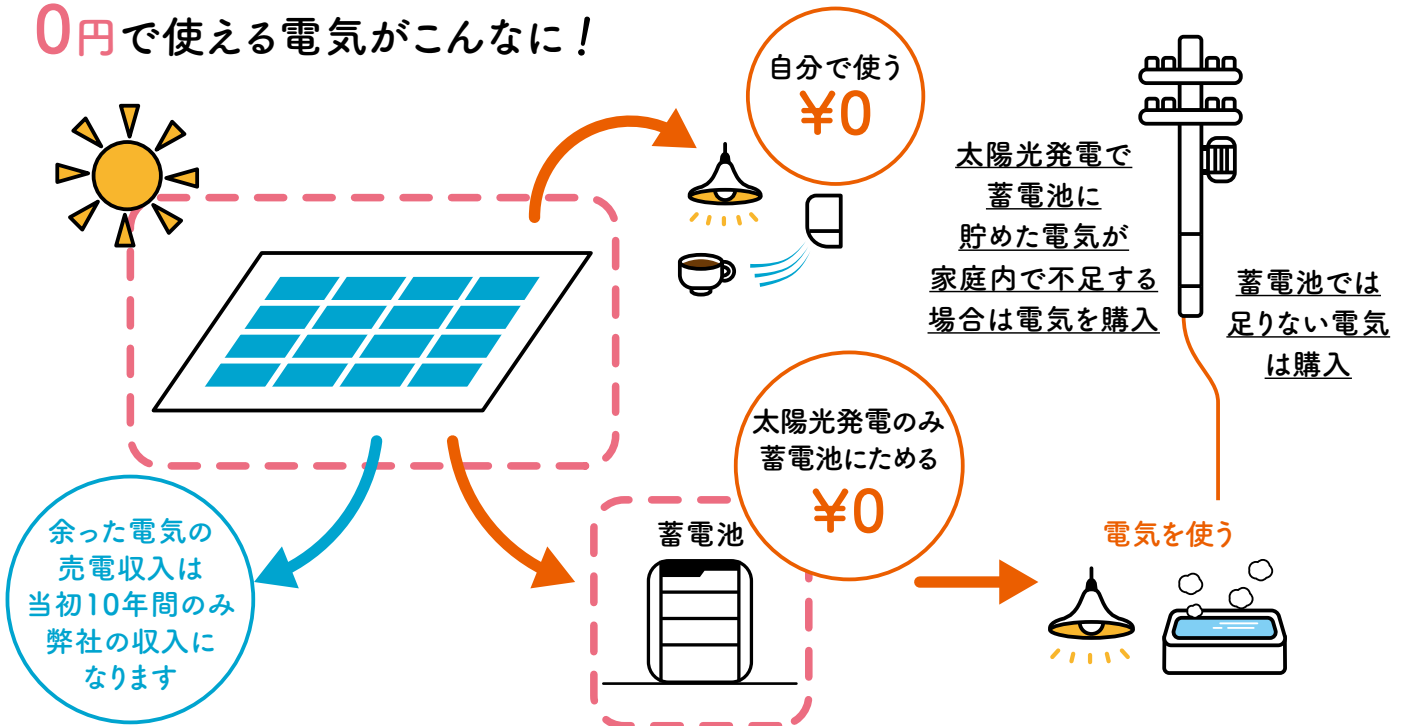 0円で使える電気がこんなに！
自分で使う
¥0
太陽光発電で
蓄電池に
貯めた電気が
家庭内で不足する
場合は電気を購入
蓄電池では
足りない電気
は購入
太陽光発電のみ
蓄電池にためる
¥0
余った電気の
売電収入は
当初10年間のみ
弊社の収入に
なります
蓄電池
電気を使う